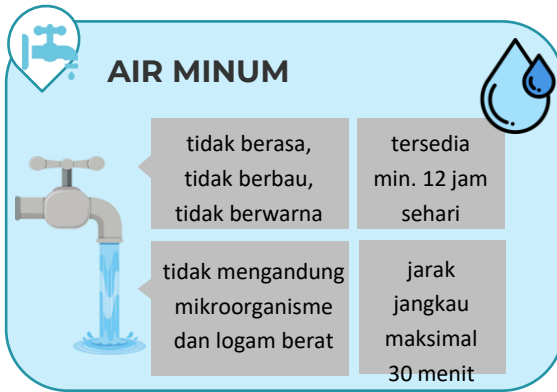 AIR MINUM
tidak berasa,
tidak berbau,
tidak berwarna
tersedia
min. 12 jam
sehari
tidak mengandung
mikroorganisme
dan logam berat
jarak
jangkau
maksimal
30 menit